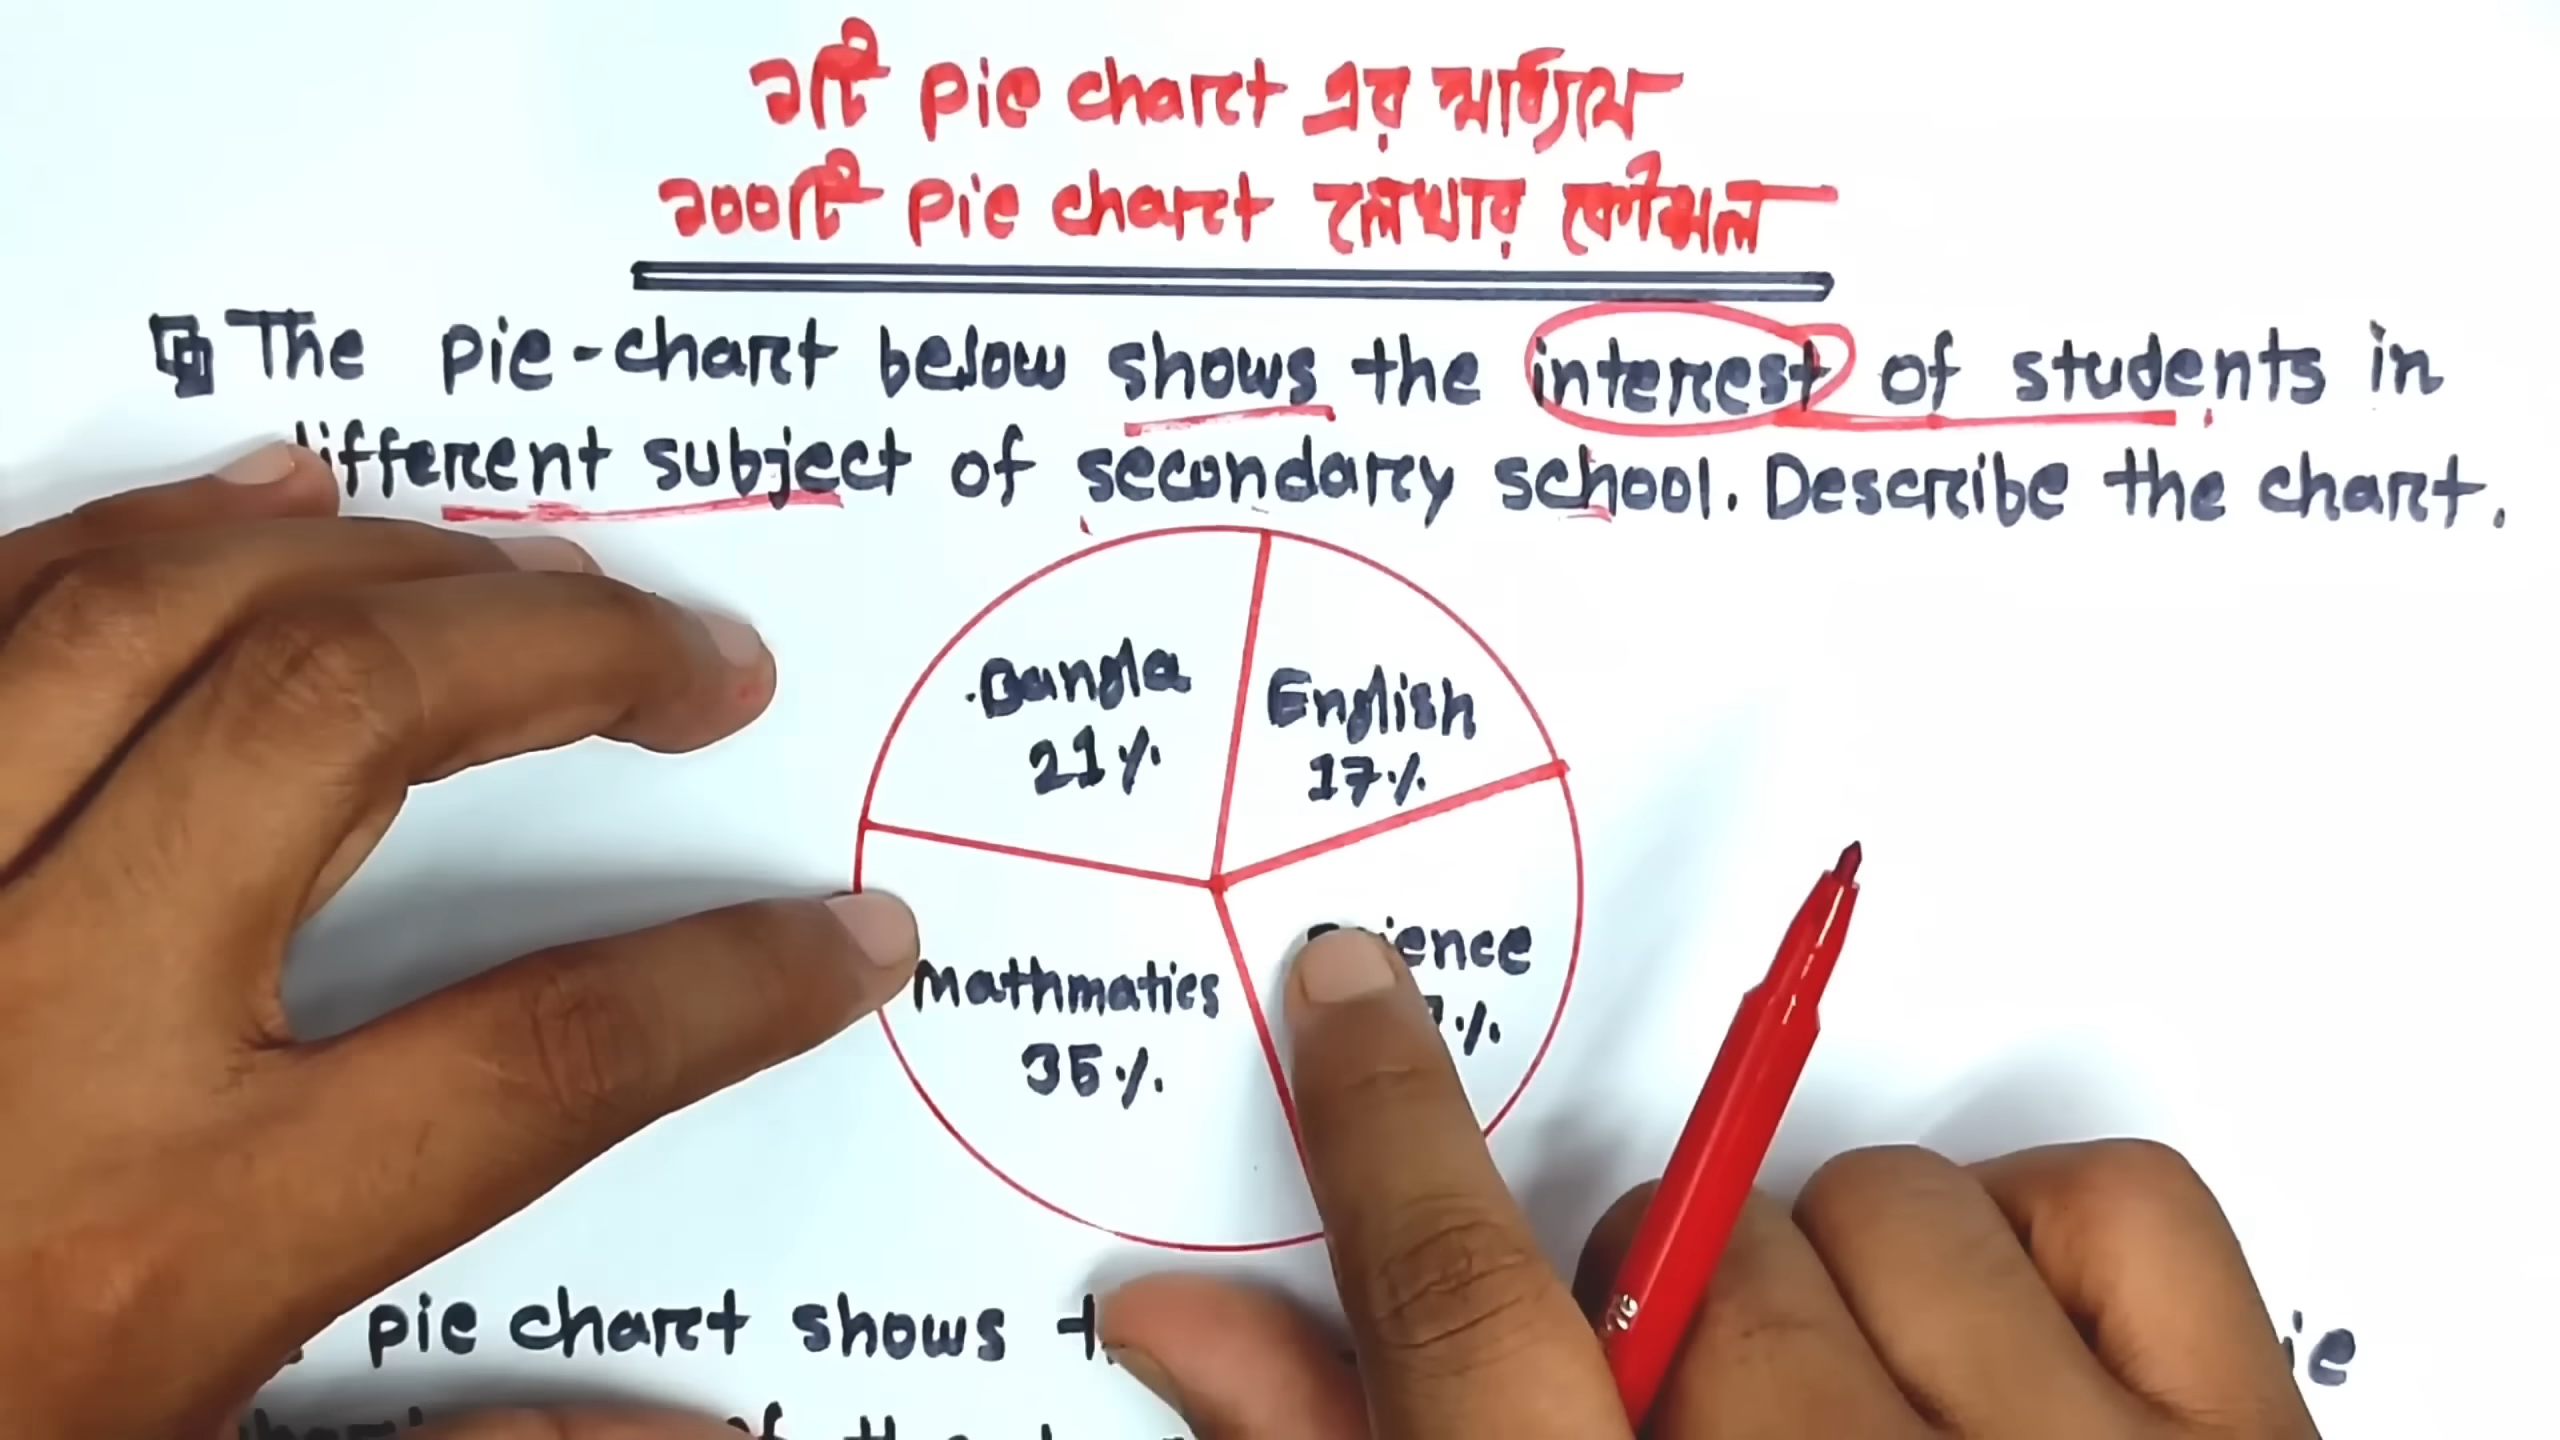 ১টি pie chart এর মাধ্যমে
১০০টি pie chart লেখার কৌশল
The pie-chart below shows the interest of students in
ifferent subject of secondary school. Describe the chart.
Bangla
21%
English
17%
ience
%
Mathmatics
35%
pie chart shows